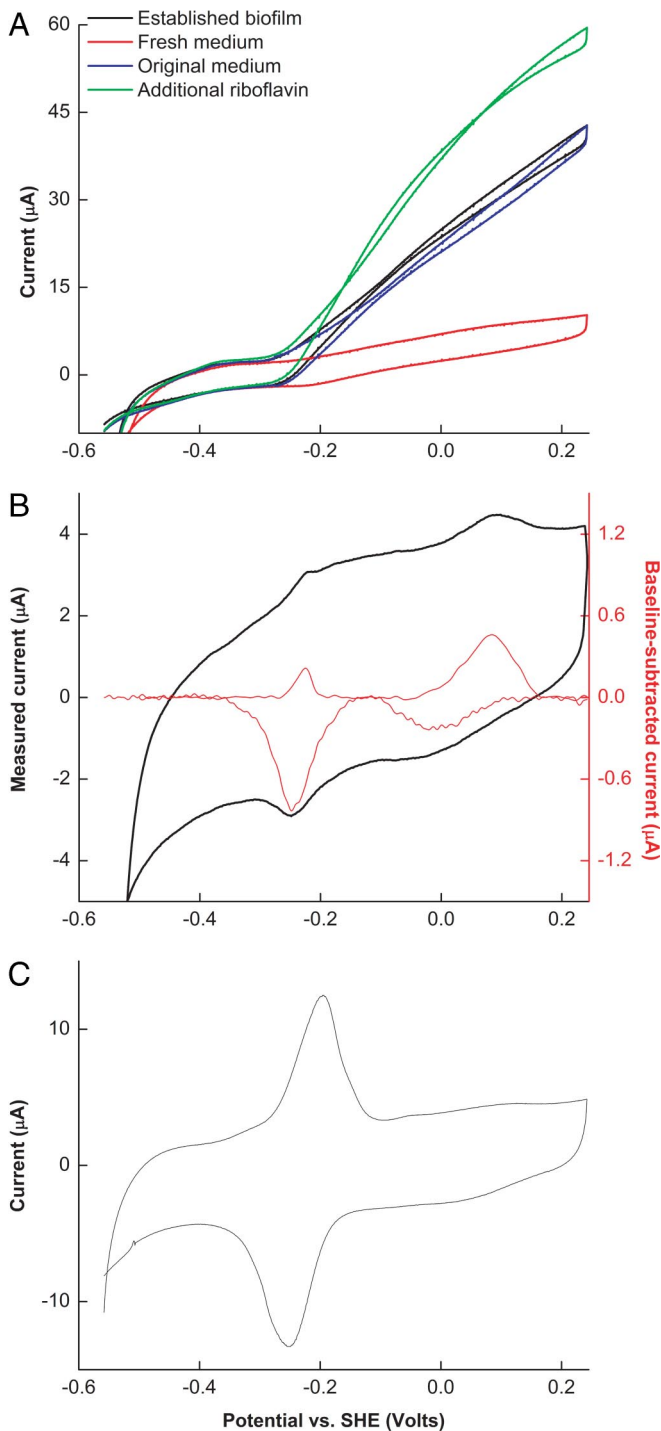 A
Established biofilm
Fresh medium
Original medium
Additional riboflavin
Current (μA)
60
45
30
15
0
-0.6 -0.4 -0.2 0.0 0.2
B
Measured current (μA)
4
2
0
-2
-4
Baseline-subtracted current (μA)
1.2
0.6
0.0
-0.6
-1.2
-0.6 -0.4 -0.2 0.0 0.2
C
Current (μA)
10
0
-10
-0.6 -0.4 -0.2 0.0 0.2
Potential vs. SHE (Volts)